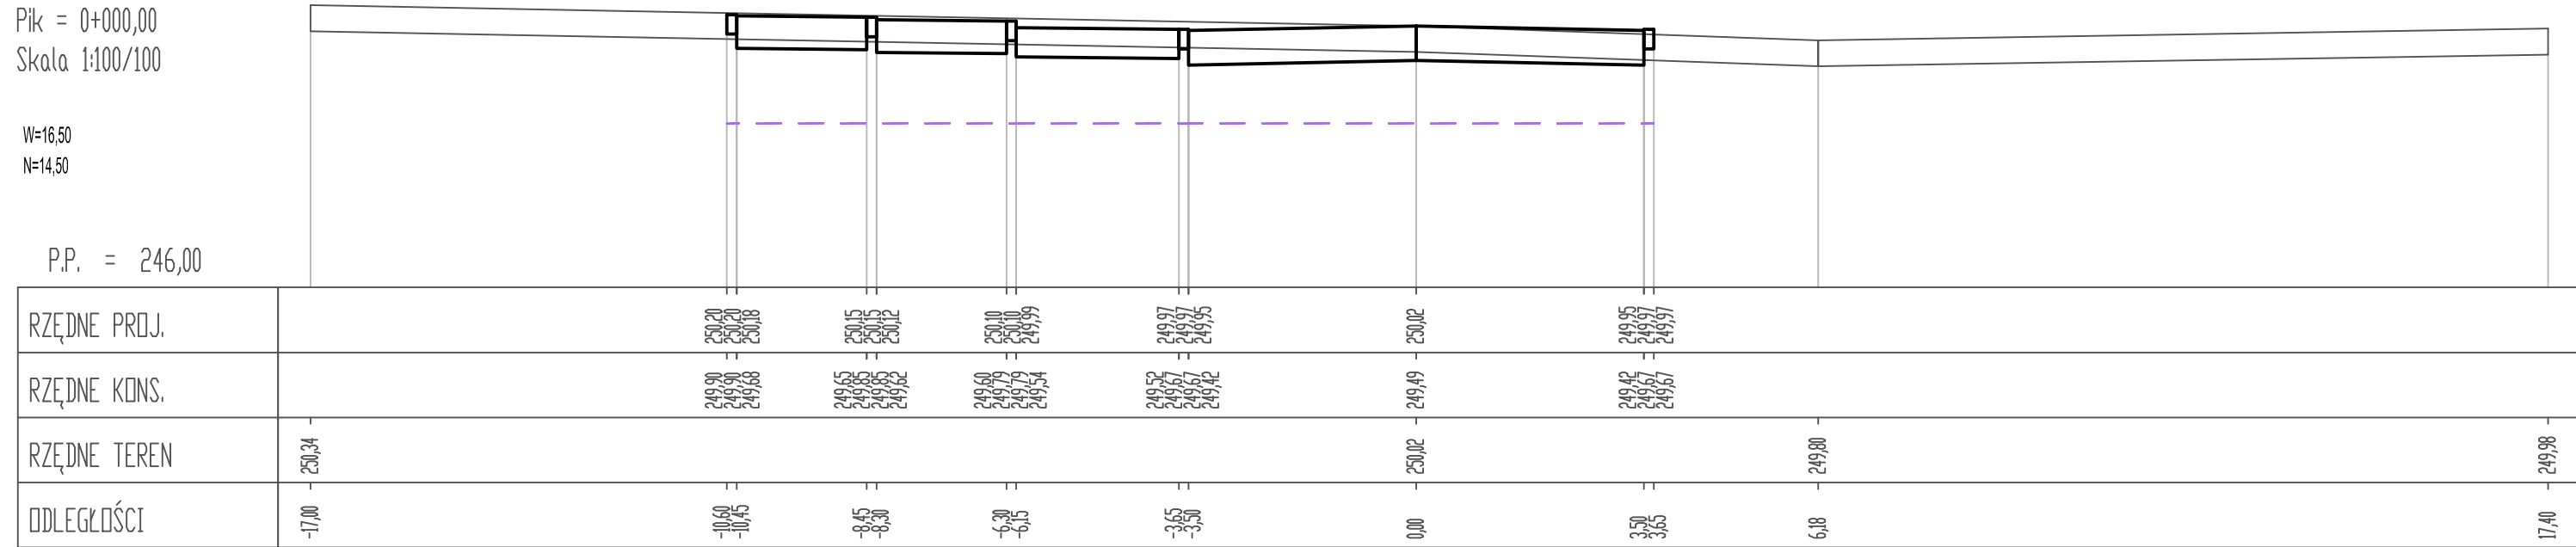 Pik = 0+000,00
Skala 1:100/100
W=16,50
N=14,50
P.P. = 246,00
RZĘDNE PROJ. 250,20 250,20 250,18 250,15 250,15 250,12 250,10 250,10 249,99 249,97 249,97 249,95 250,02 249,95 249,97 249,97
RZĘDNE KONS. 249,90 249,90 249,68 249,65 249,85 249,85 249,62 249,60 249,79 249,79 249,54 249,52 249,67 249,67 249,42 249,49 249,42 249,67 249,67
RZĘDNE TEREN 250,34 250,02 249,80 249,98
ODLEGŁOŚCI -17,00 -10,60 -10,45 -8,45 -8,30 -6,30 -6,15 -3,65 -3,50 0,00 3,50 3,65 6,18 17,40